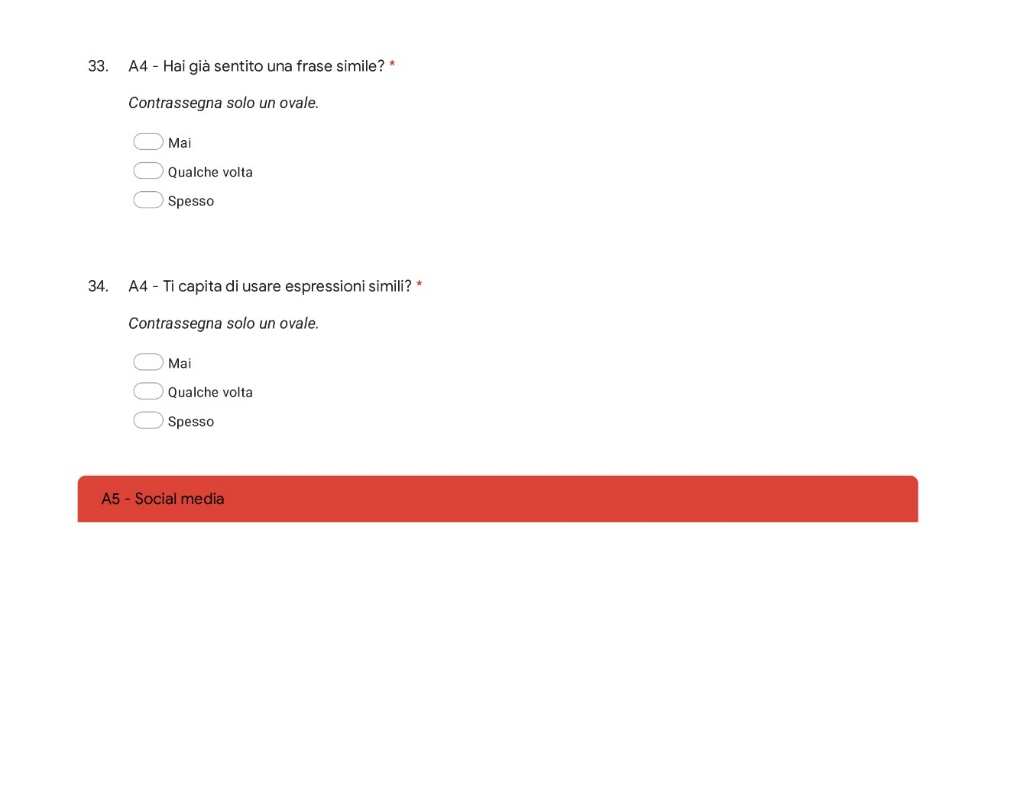 33. A4 - Hai già sentito una frase simile? *
Contrassegna solo un ovale.
Mai
Qualche volta
Spesso
34. A4 - Ti capita di usare espressioni simili? *
Contrassegna solo un ovale.
Mai
Qualche volta
Spesso
A5 - Social media